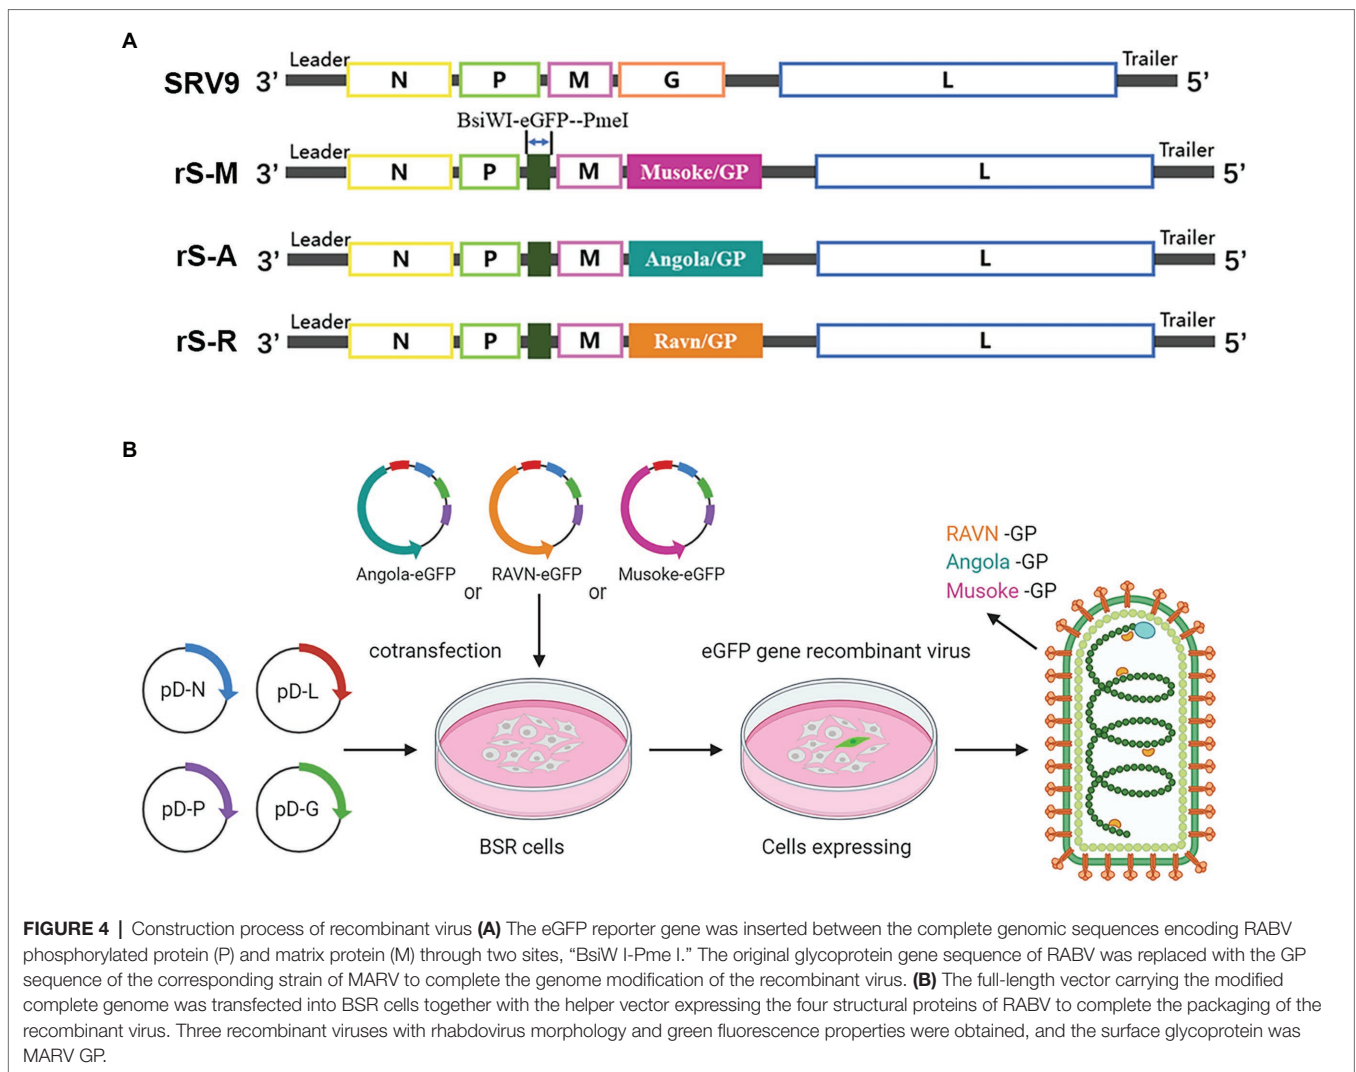 A
SRV9 3’ Leader N P M G L Trailer 5’
BsiWI-eGFP--PmeI
rS-M 3’ Leader N P M Musoke/GP L Trailer 5’
rS-A 3’ Leader N P M Angola/GP L Trailer 5’
rS-R 3’ Leader N P M Ravn/GP L Trailer 5’
B
Angola-eGFP
or
RAVN-eGFP
or
Musoke-eGFP
RAVN -GP
Angola -GP
Musoke -GP
cotransfection
eGFP gene recombinant virus
pD-N
pD-L
pD-P
pD-G
BSR cells
Cells expressing
FIGURE 4 | Construction process of recombinant virus (A) The eGFP reporter gene was inserted between the complete genomic sequences encoding RABV
phosphorylated protein (P) and matrix protein (M) through two sites, “BsiW I-Pme I.” The original glycoprotein gene sequence of RABV was replaced with the GP
sequence of the corresponding strain of MARV to complete the genome modification of the recombinant virus. (B) The full-length vector carrying the modified
complete genome was transfected into BSR cells together with the helper vector expressing the four structural proteins of RABV to complete the packaging of the
recombinant virus. Three recombinant viruses with rhabdovirus morphology and green fluorescence properties were obtained, and the surface glycoprotein was
MARV GP.